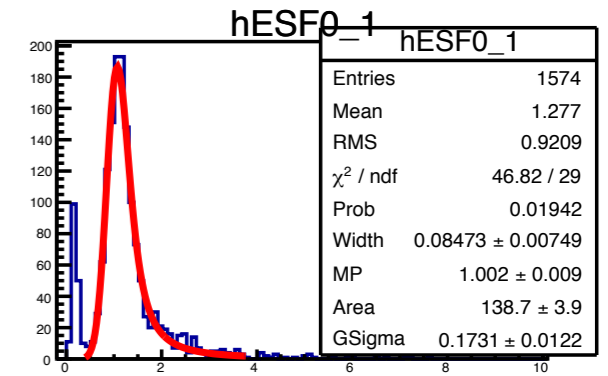 hESF0_1
hESF0_1
Entries 1574
Mean 1.277
RMS 0.9209
χ² / ndf 46.82 / 29
Prob 0.01942
Width 0.08473 ± 0.00749
MP 1.002 ± 0.009
Area 138.7 ± 3.9
GSigma 0.1731 ± 0.0122
200
180
160
140
120
100
80
60
40
20
0
0 2 4 6 8 10